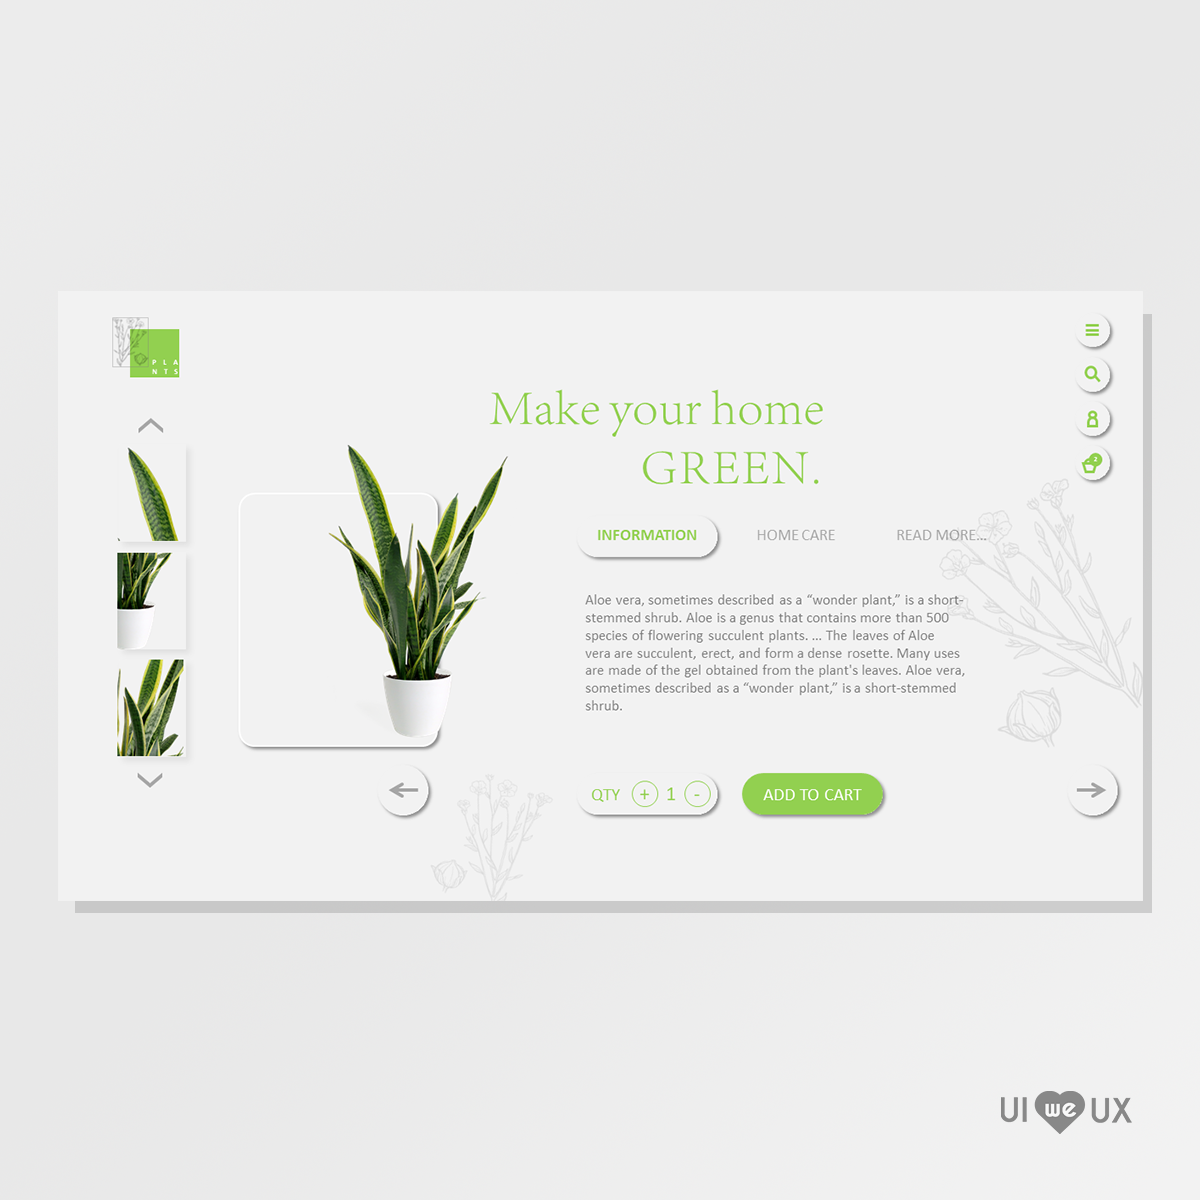 PLA
NTS
Make your home
GREEN.
2
INFORMATION
HOME CARE
READ MORE...
Aloe vera, sometimes described as a “wonder plant,” is a short-
stemmed shrub. Aloe is a genus that contains more than 500
species of flowering succulent plants. ... The leaves of Aloe
vera are succulent, erect, and form a dense rosette. Many uses
are made of the gel obtained from the plant's leaves. Aloe vera,
sometimes described as a “wonder plant,” is a short-stemmed
shrub.
QTY + 1 -
ADD TO CART
UI we UX